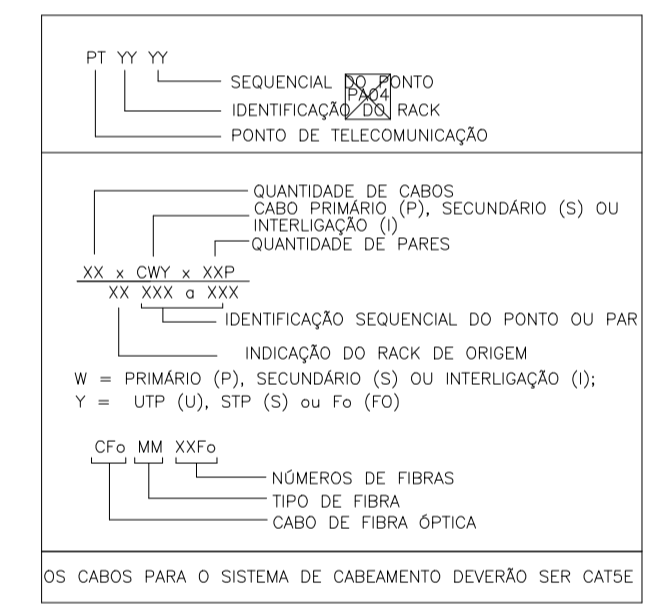 PT YY YY
SEQUENCIAL DO PONTO
PA04
IDENTIFICAÇÃO DO RACK
PONTO DE TELECOMUNICAÇÃO
QUANTIDADE DE CABOS
CABO PRIMÁRIO (P), SECUNDÁRIO (S) OU
INTERLIGAÇÃO (I)
QUANTIDADE DE PARES
XX x CWY x XXP
XX XXX a XXX
IDENTIFICAÇÃO SEQUENCIAL DO PONTO OU PAR
INDICAÇÃO DO RACK DE ORIGEM
W = PRIMÁRIO (P), SECUNDÁRIO (S) OU INTERLIGAÇÃO (I);
Y = UTP (U), STP (S) ou Fo (FO)
CFo MM XXFo
NÚMEROS DE FIBRAS
TIPO DE FIBRA
CABO DE FIBRA ÓPTICA
OS CABOS PARA O SISTEMA DE CABEAMENTO DEVERÃO SER CAT5E